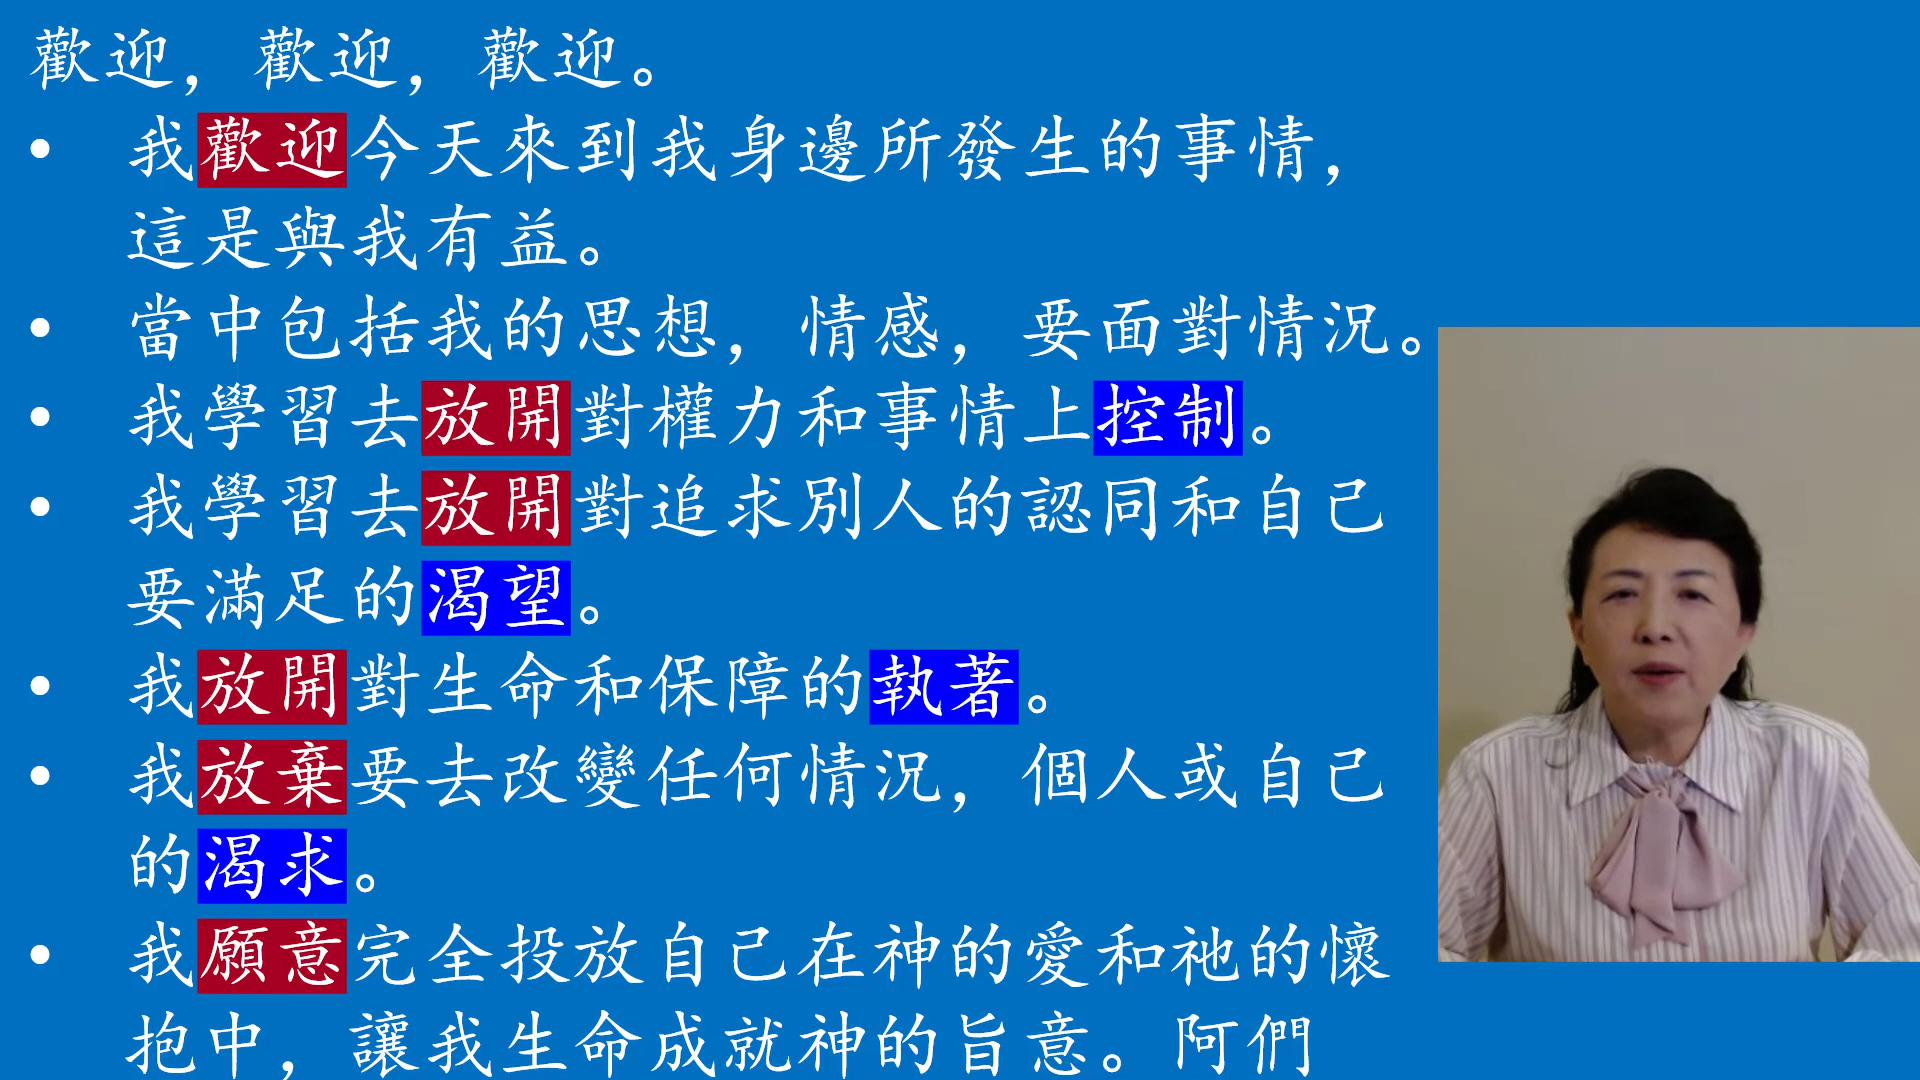 歡迎，歡迎，歡迎。
• 我歡迎今天來到我身邊所發生的事情，
這是與我有益。
• 當中包括我的思想，情感，要面對情況。
• 我學習去放開對權力和事情上控制。
• 我學習去放開對追求別人的認同和自己
要滿足的渴望。
• 我放開對生命和保障的執著。
• 我放棄要去改變任何情況，個人或自己
的渴求。
• 我願意完全投放自己在神的愛和祂的懷
抱中，讓我生命成就神的旨意。阿們